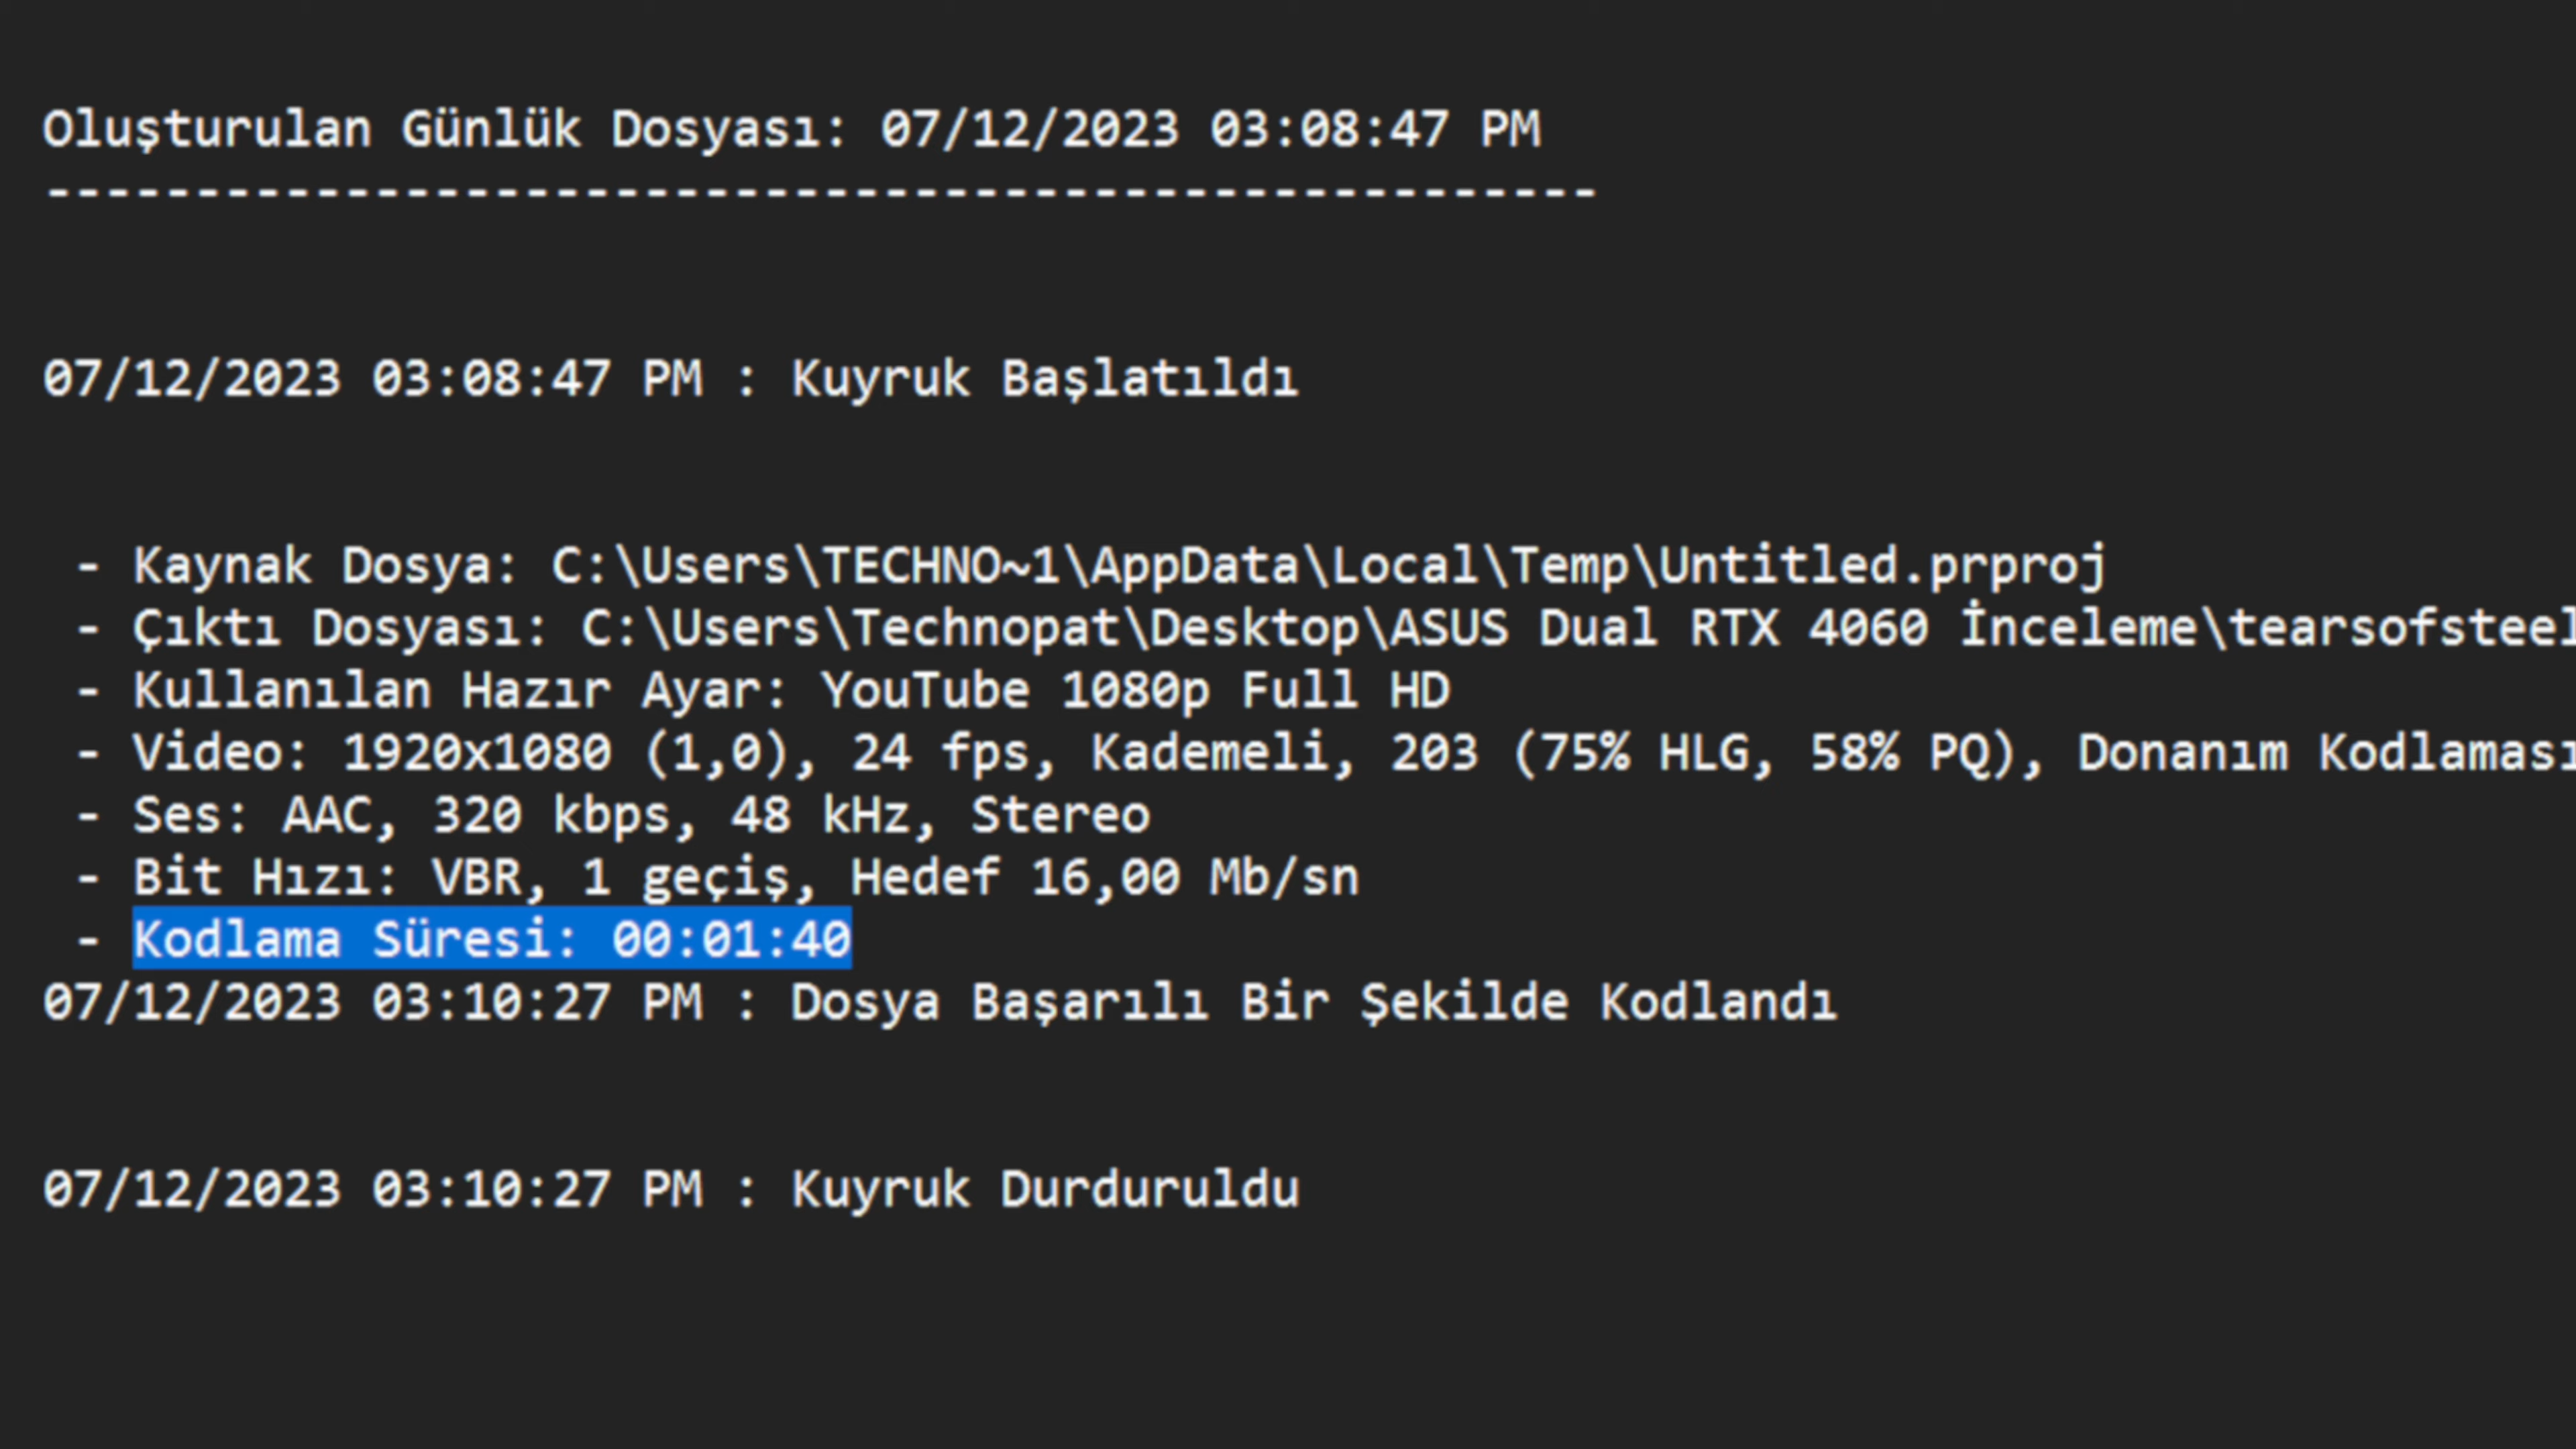 Oluşturulan Günlük Dosyası: 07/12/2023 03:08:47 PM
----------------------------------------------------
07/12/2023 03:08:47 PM : Kuyruk Başlatıldı
- Kaynak Dosya: C:\Users\TECHNO~1\AppData\Local\Temp\Untitled.prproj
- Çıktı Dosyası: C:\Users\Technopat\Desktop\ASUS Dual RTX 4060 İnceleme\tearsofsteel
- Kullanılan Hazır Ayar: YouTube 1080p Full HD
- Video: 1920x1080 (1,0), 24 fps, Kademeli, 203 (75% HLG, 58% PQ), Donanım Kodlaması
- Ses: AAC, 320 kbps, 48 kHz, Stereo
- Bit Hızı: VBR, 1 geçiş, Hedef 16,00 Mb/sn
- Kodlama Süresi: 00:01:40
07/12/2023 03:10:27 PM : Dosya Başarılı Bir Şekilde Kodlandı
07/12/2023 03:10:27 PM : Kuyruk Durduruldu